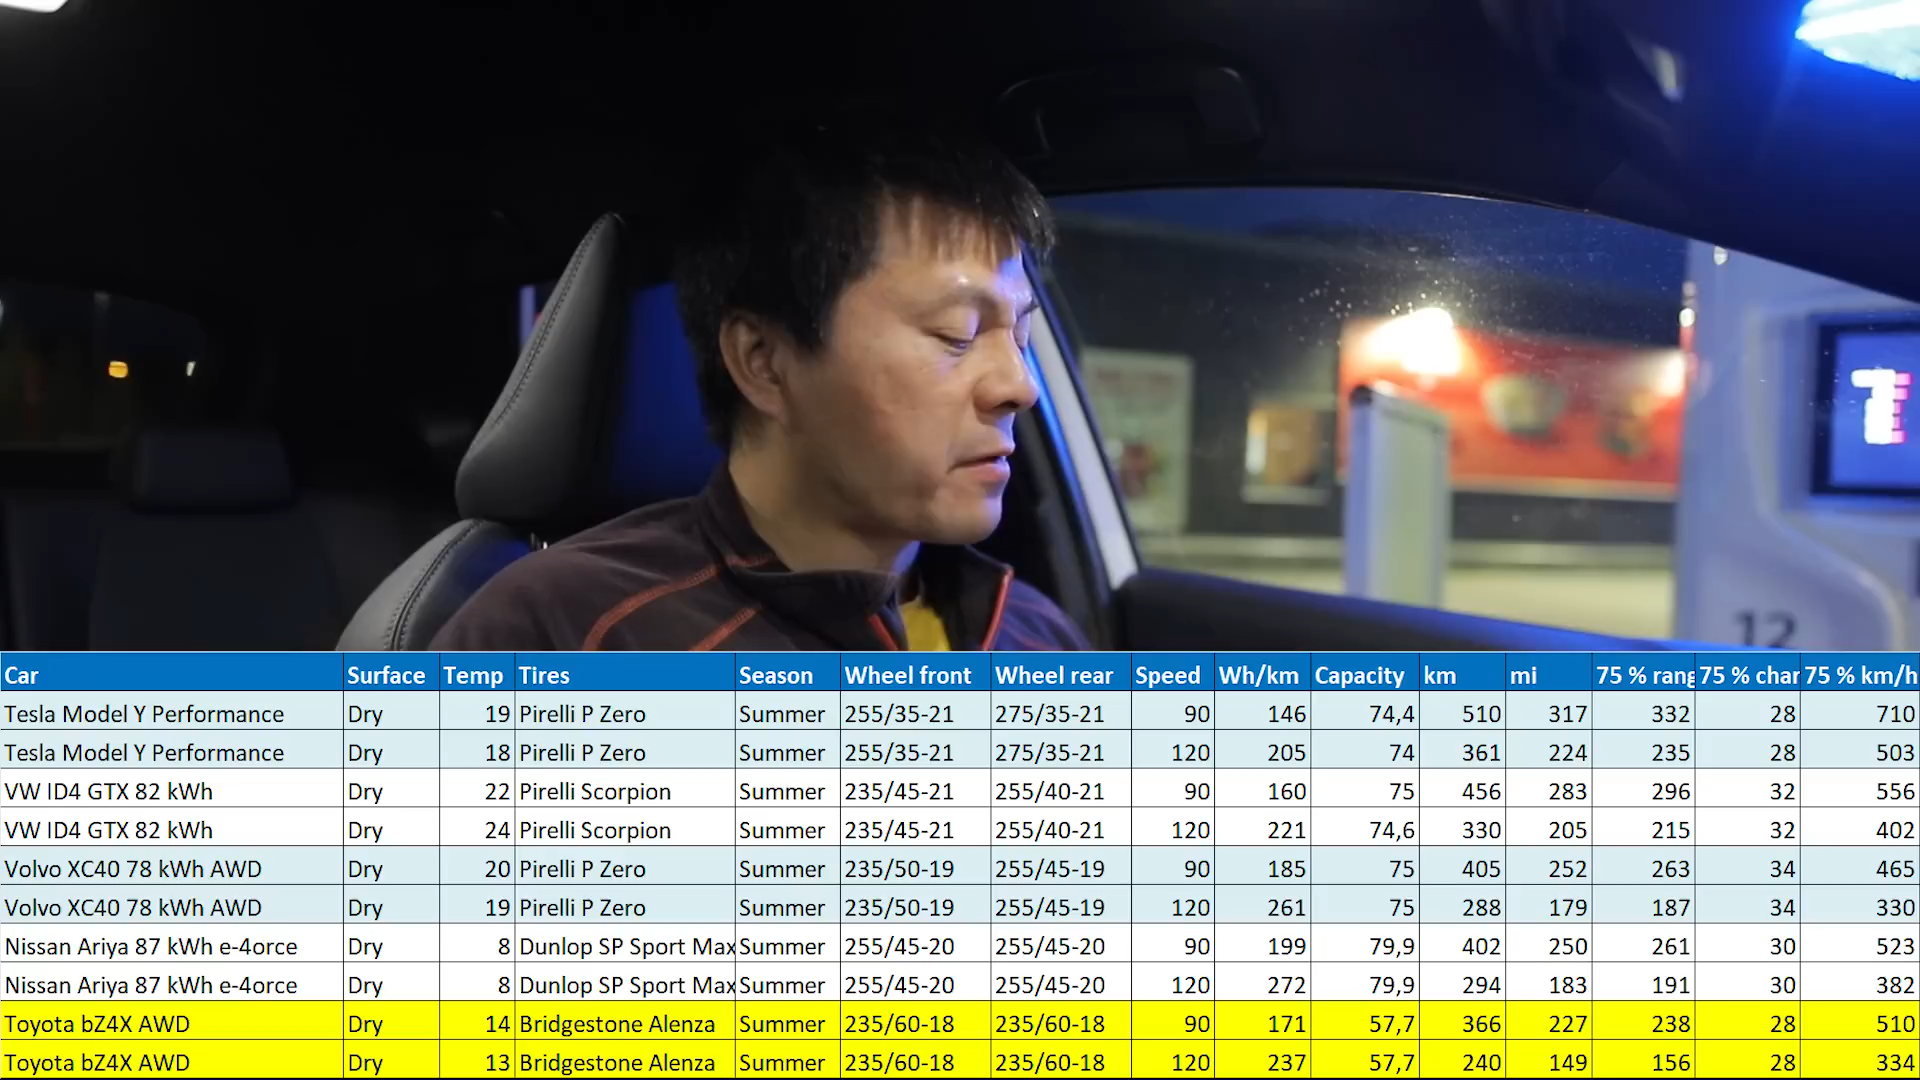 12
Car Surface Temp Tires Season Wheel front Wheel rear Speed Wh/km Capacity km mi 75 % rang 75 % char 75 % km/h
Tesla Model Y Performance Dry 19 Pirelli P Zero Summer 255/35-21 275/35-21 90 146 74,4 510 317 332 28 710
Tesla Model Y Performance Dry 18 Pirelli P Zero Summer 255/35-21 275/35-21 120 205 74 361 224 235 28 503
VW ID4 GTX 82 kWh Dry 22 Pirelli Scorpion Summer 235/45-21 255/40-21 90 160 75 456 283 296 32 556
VW ID4 GTX 82 kWh Dry 24 Pirelli Scorpion Summer 235/45-21 255/40-21 120 221 74,6 330 205 215 32 402
Volvo XC40 78 kWh AWD Dry 20 Pirelli P Zero Summer 235/50-19 255/45-19 90 185 75 405 252 263 34 465
Volvo XC40 78 kWh AWD Dry 19 Pirelli P Zero Summer 235/50-19 255/45-19 120 261 75 288 179 187 34 330
Nissan Ariya 87 kWh e-4orce Dry 8 Dunlop SP Sport Max Summer 255/45-20 255/45-20 90 199 79,9 402 250 261 30 523
Nissan Ariya 87 kWh e-4orce Dry 8 Dunlop SP Sport Max Summer 255/45-20 255/45-20 120 272 79,9 294 183 191 30 382
Toyota bZ4X AWD Dry 14 Bridgestone Alenza Summer 235/60-18 235/60-18 90 171 57,7 366 227 238 28 510
Toyota bZ4X AWD Dry 13 Bridgestone Alenza Summer 235/60-18 235/60-18 120 237 57,7 240 149 156 28 334